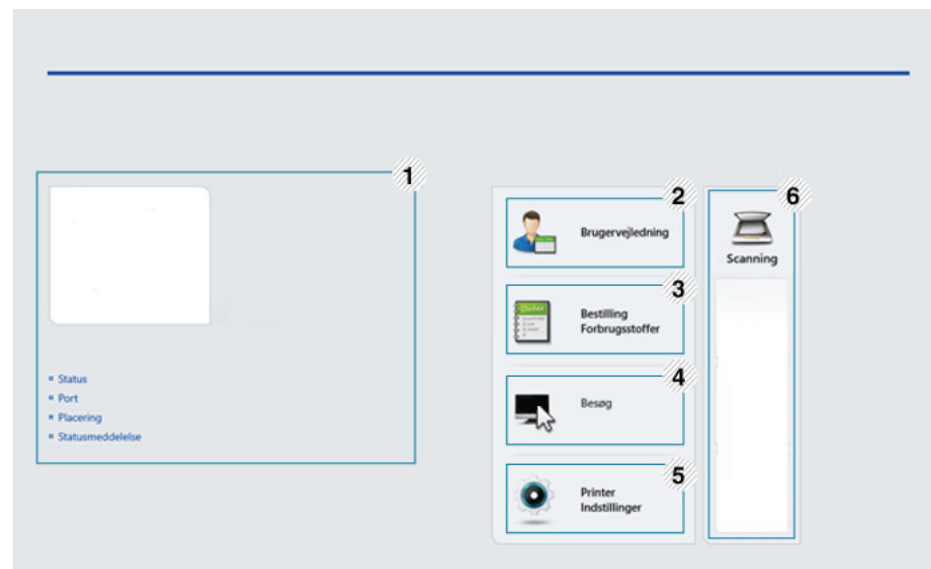 1
Status
Port
Placering
Statusmeddelelse
2
Brugervejledning
3
Bestilling
Forbrugsstoffer
4
Besøg
5
Printer
Indstillinger
6
Scanning